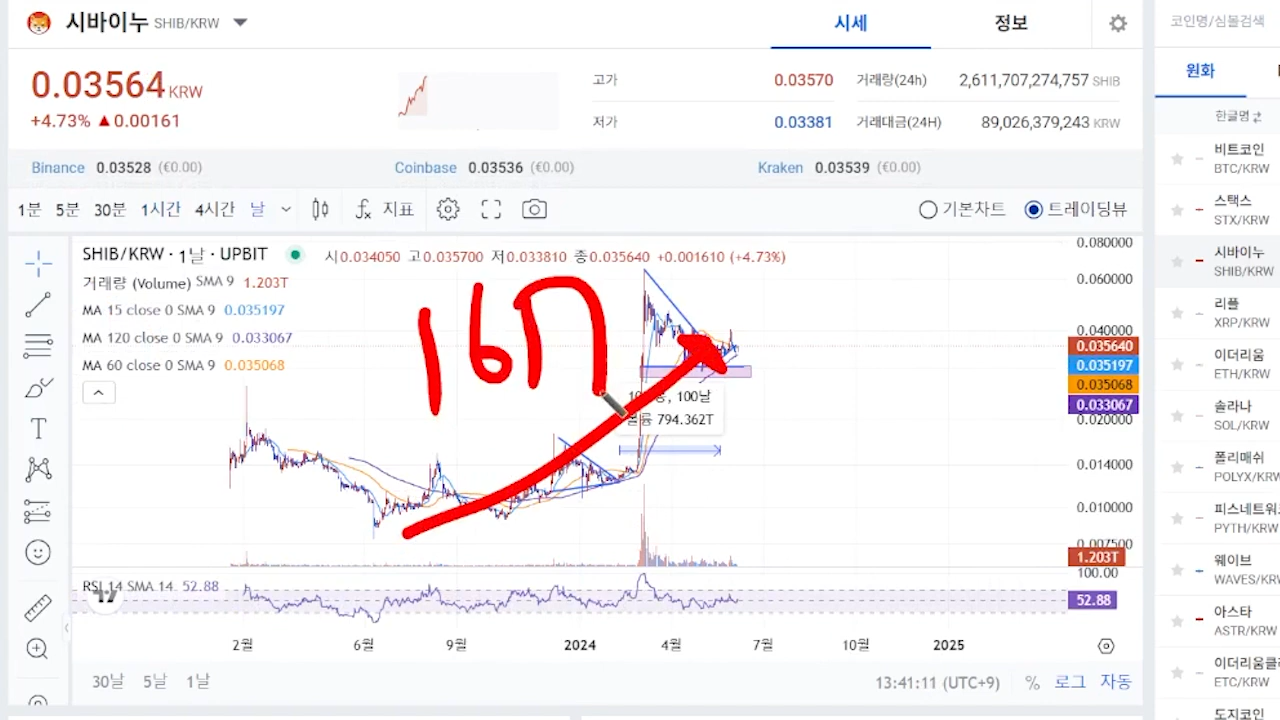 시바이누 SHIB/KRW
시세
정보
코인명/심볼검색
0.03564 KRW
+4.73% ▲0.00161
고가 0.03570
저가 0.03381
거래량(24h) 2,611,707,274,757 SHIB
거래대금(24H) 89,026,379,243 KRW
원화
한글명
Binance 0.03528 (€0.00)
Coinbase 0.03536 (€0.00)
Kraken 0.03539 (€0.00)
1분 5분 30분 1시간 4시간 날
지표
기본차트
트레이딩뷰
SHIB/KRW · 1날 · UPBIT
시0.034050 고0.035700 저0.033810 종0.035640 +0.001610 (+4.73%)
거래량 (Volume) SMA 9 1.203T
MA 15 close 0 SMA 9 0.035197
MA 120 close 0 SMA 9 0.033067
MA 60 close 0 SMA 9 0.035068
100날
794.362T
0.080000
0.060000
0.040000
0.035640
0.035197
0.035068
0.033067
0.020000
0.014000
0.010000
0.007500
1.203T
RSI 14 SMA 14 52.88
100.00
52.88
2월 6월 9월 2024 4월 7월 10월 2025
30날 5날 1날
13:41:11 (UTC+9) % 로그 자동
비트코인
BTC/KRW
스택스
STX/KRW
시바이누
SHIB/KRW
리플
XRP/KRW
이더리움
ETH/KRW
솔라나
SOL/KRW
폴리매쉬
POLYX/KRW
피스네트워크
PYTH/KRW
웨이브
WAVES/KRW
아스타
ASTR/KRW
이더리움클
ETC/KRW
도지코인